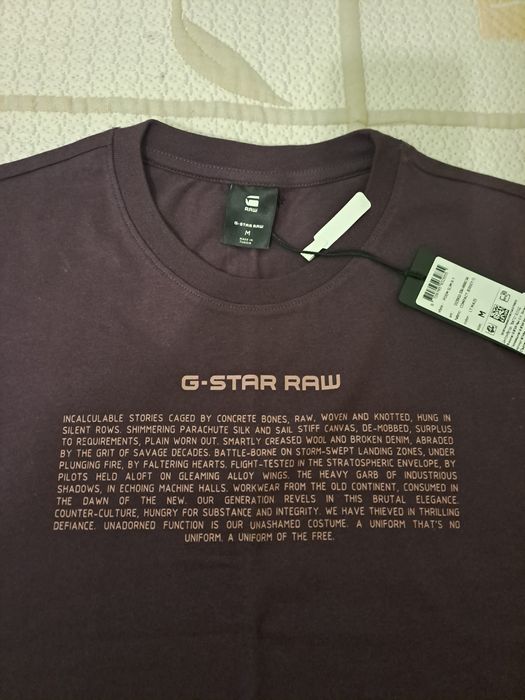 RAW
G-STAR RAW
M
MADE IN
M
G-STAR RAW
INCALCULABLE STORIES CAGED BY CONCRETE BONES, RAW, WOVEN AND KNOTTED, HUNG IN
SILENT ROWS. SHIMMERING PARACHUTE SILK AND SAIL STIFF CANVAS, DE-MOBBED, SURPLUS
TO REQUIREMENTS, PLAIN WORN OUT. SMARTLY CREASED WOOL AND BROKEN DENIM, ABRADED
BY THE GRIT OF SAVAGE DECADES. BATTLE-BORNE ON STORM-SWEPT LANDING ZONES, UNDER
PLUNGING FIRE, BY FALTERING HEARTS. FLIGHT-TESTED IN THE STRATOSPHERIC ENVELOPE, BY
PILOTS HELD ALOFT ON GLEAMING ALLOY WINGS. THE HEAVY GARB OF INDUSTRIOUS
SHADOWS, IN ECHOING MACHINE HALLS. WORKWEAR FROM THE OLD CONTINENT, CONSUMED IN
THE DAWN OF THE NEW. OUR GENERATION REVELS IN THIS BRUTAL ELEGANCE.
COUNTER-CULTURE, HUNGRY FOR SUBSTANCE AND INTEGRITY. WE HAVE THIEVED IN THRILLING
DEFIANCE. UNADORNED FUNCTION IS OUR UNASHAMED COSTUME. A UNIFORM THAT'S NO
UNIFORM. A UNIFORM OF THE FREE.